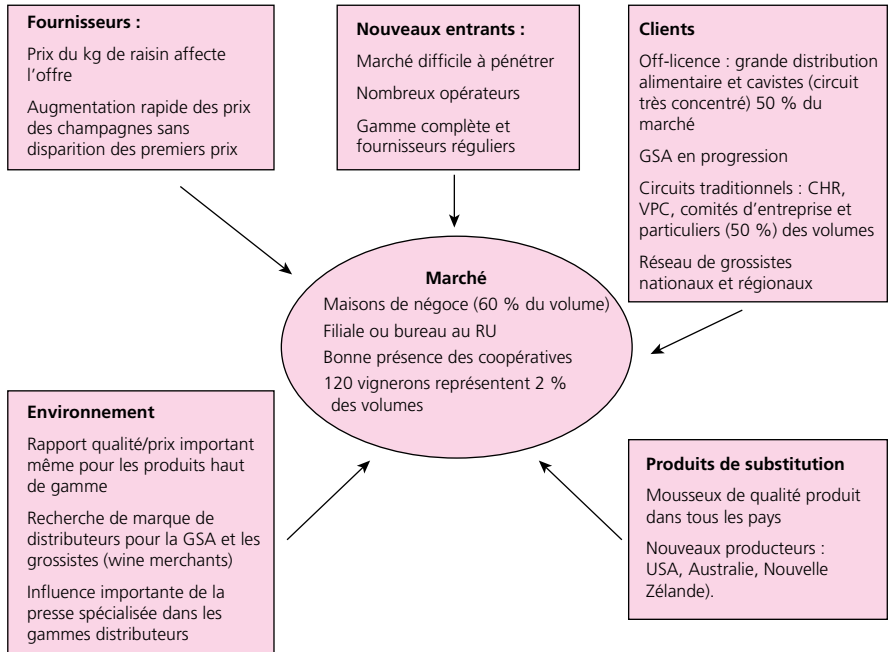 Fournisseurs :
Prix du kg de raisin affecte
l'offre
Augmentation rapide des prix
des champagnes sans
disparition des premiers prix
Nouveaux entrants :
Marché difficile à pénétrer
Nombreux opérateurs
Gamme complète et
fournisseurs réguliers
Clients
Off-licence : grande distribution
alimentaire et cavistes (circuit
très concentré) 50 % du
marché
GSA en progression
Circuits traditionnels : CHR,
VPC, comités d'entreprise et
particuliers (50 %) des volumes
Réseau de grossistes
nationaux et régionaux
Marché
Maisons de négoce (60 % du volume)
Filiale ou bureau au RU
Bonne présence des coopératives
120 vignerons représentent 2 %
des volumes
Environnement
Rapport qualité/prix important
même pour les produits haut
de gamme
Recherche de marque de
distributeurs pour la GSA et les
grossistes (wine merchants)
Influence importante de la
presse spécialisée dans les
gammes distributeurs
Produits de substitution
Mousseux de qualité produit
dans tous les pays
Nouveaux producteurs :
USA, Australie, Nouvelle
Zélande).